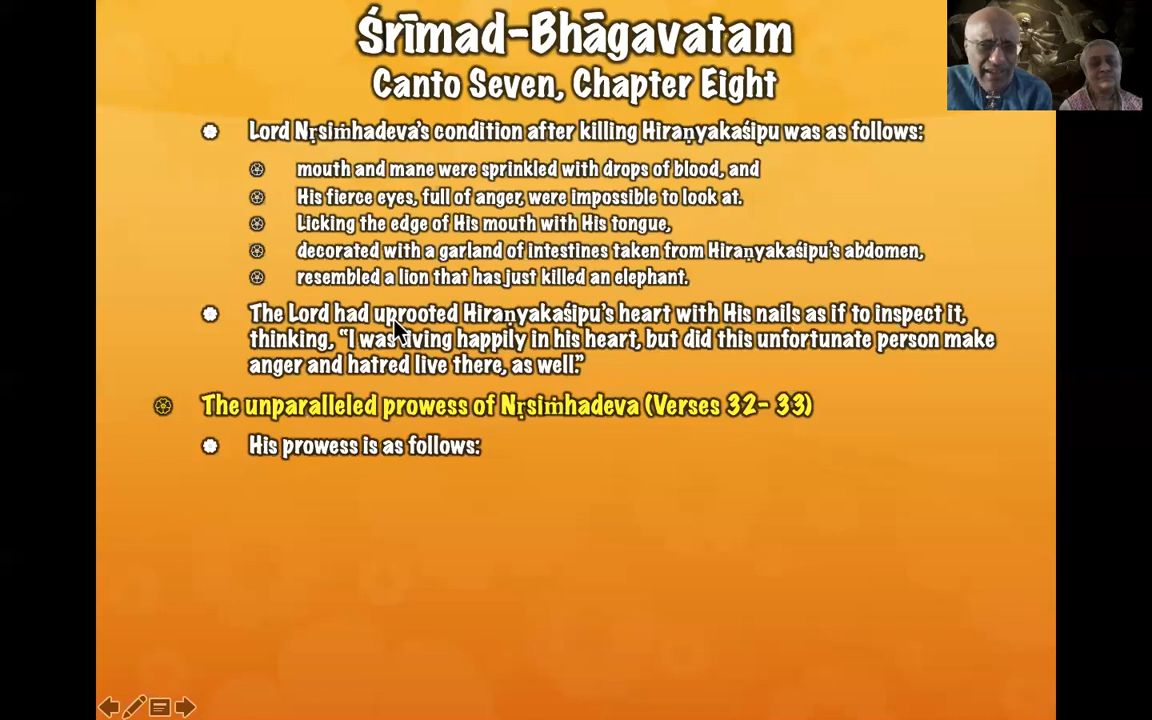 Śrīmad-Bhāgavatam
Canto Seven, Chapter Eight
Lord Nṛsiṁhadeva's condition after killing Hiraṇyakaśipu was as follows:
mouth and mane were sprinkled with drops of blood, and
His fierce eyes, full of anger, were impossible to look at.
Licking the edge of His mouth with His tongue,
decorated with a garland of intestines taken from Hiraṇyakaśipu's abdomen,
resembled a lion that has just killed an elephant.
The Lord had uprooted Hiraṇyakaśipu's heart with His nails as if to inspect it,
thinking, “I was living happily in his heart, but did this unfortunate person make
anger and hatred live there, as well.”
The unparalleled prowess of Nṛsiṁhadeva (Verses 32- 33)
His prowess is as follows: